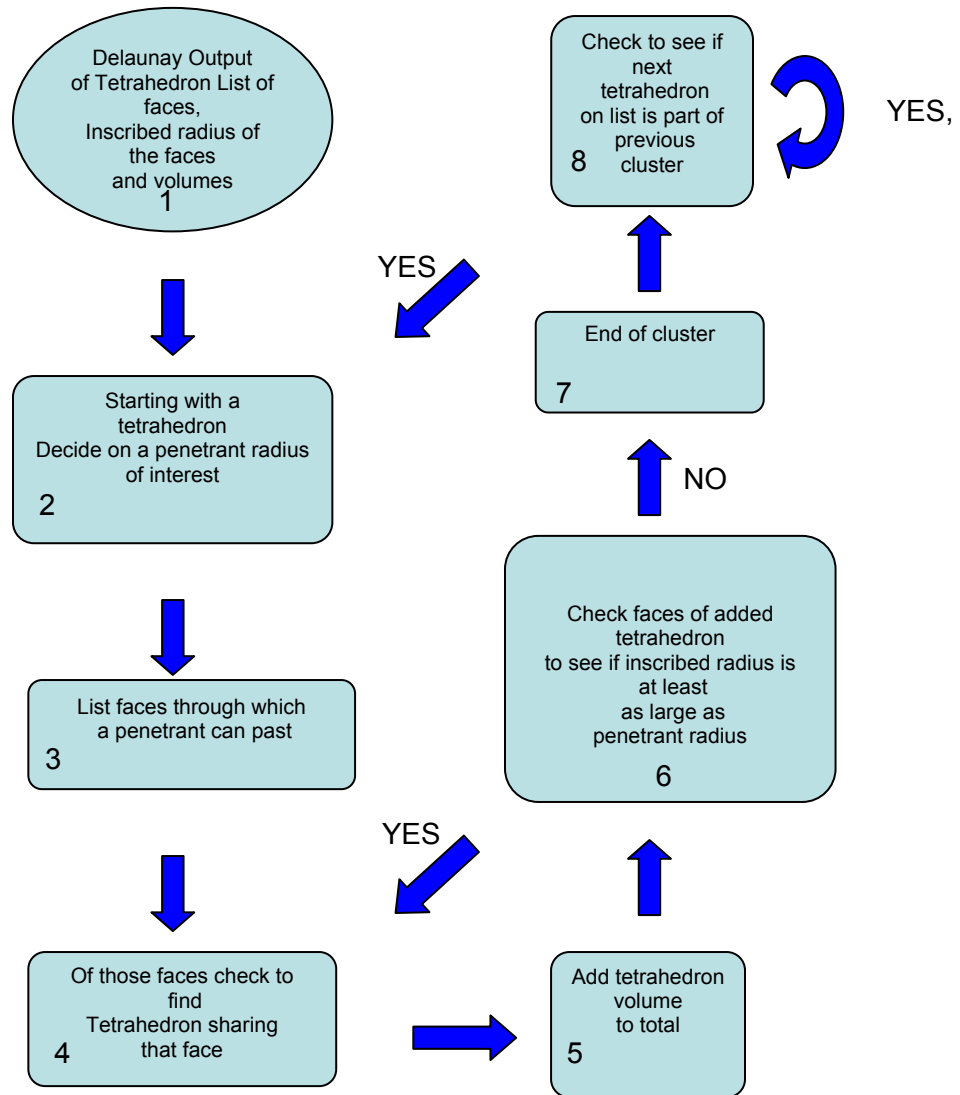 Delaunay Output
of Tetrahedron List of
faces,
Inscribed radius of
the faces
and volumes
1
Starting with a
tetrahedron
Decide on a penetrant radius
of interest
2
List faces through which
a penetrant can past
3
Of those faces check to
find
Tetrahedron sharing
that face
4
Add tetrahedron
volume
to total
5
Check faces of added
tetrahedron
to see if inscribed radius is
at least
as large as
penetrant radius
6
YES
NO
End of cluster
7
Check to see if
next
tetrahedron
on list is part of
previous
cluster
8
YES,
YES